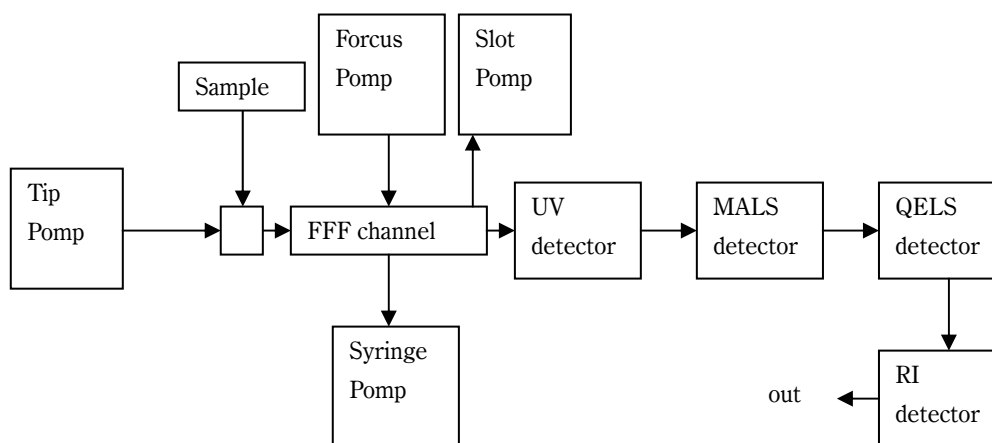 Forcus
Pomp
Slot
Pomp
Sample
Tip
Pomp
FFF channel
UV
detector
MALS
detector
QELS
detector
Syringe
Pomp
out
RI
detector